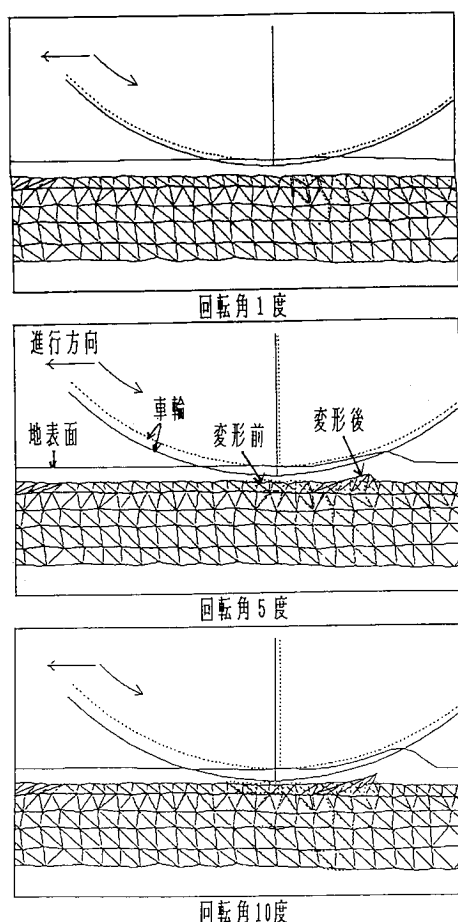 回転角1度
進行方向
車輪
地表面
変形前
変形後
回転角5度
回転角10度